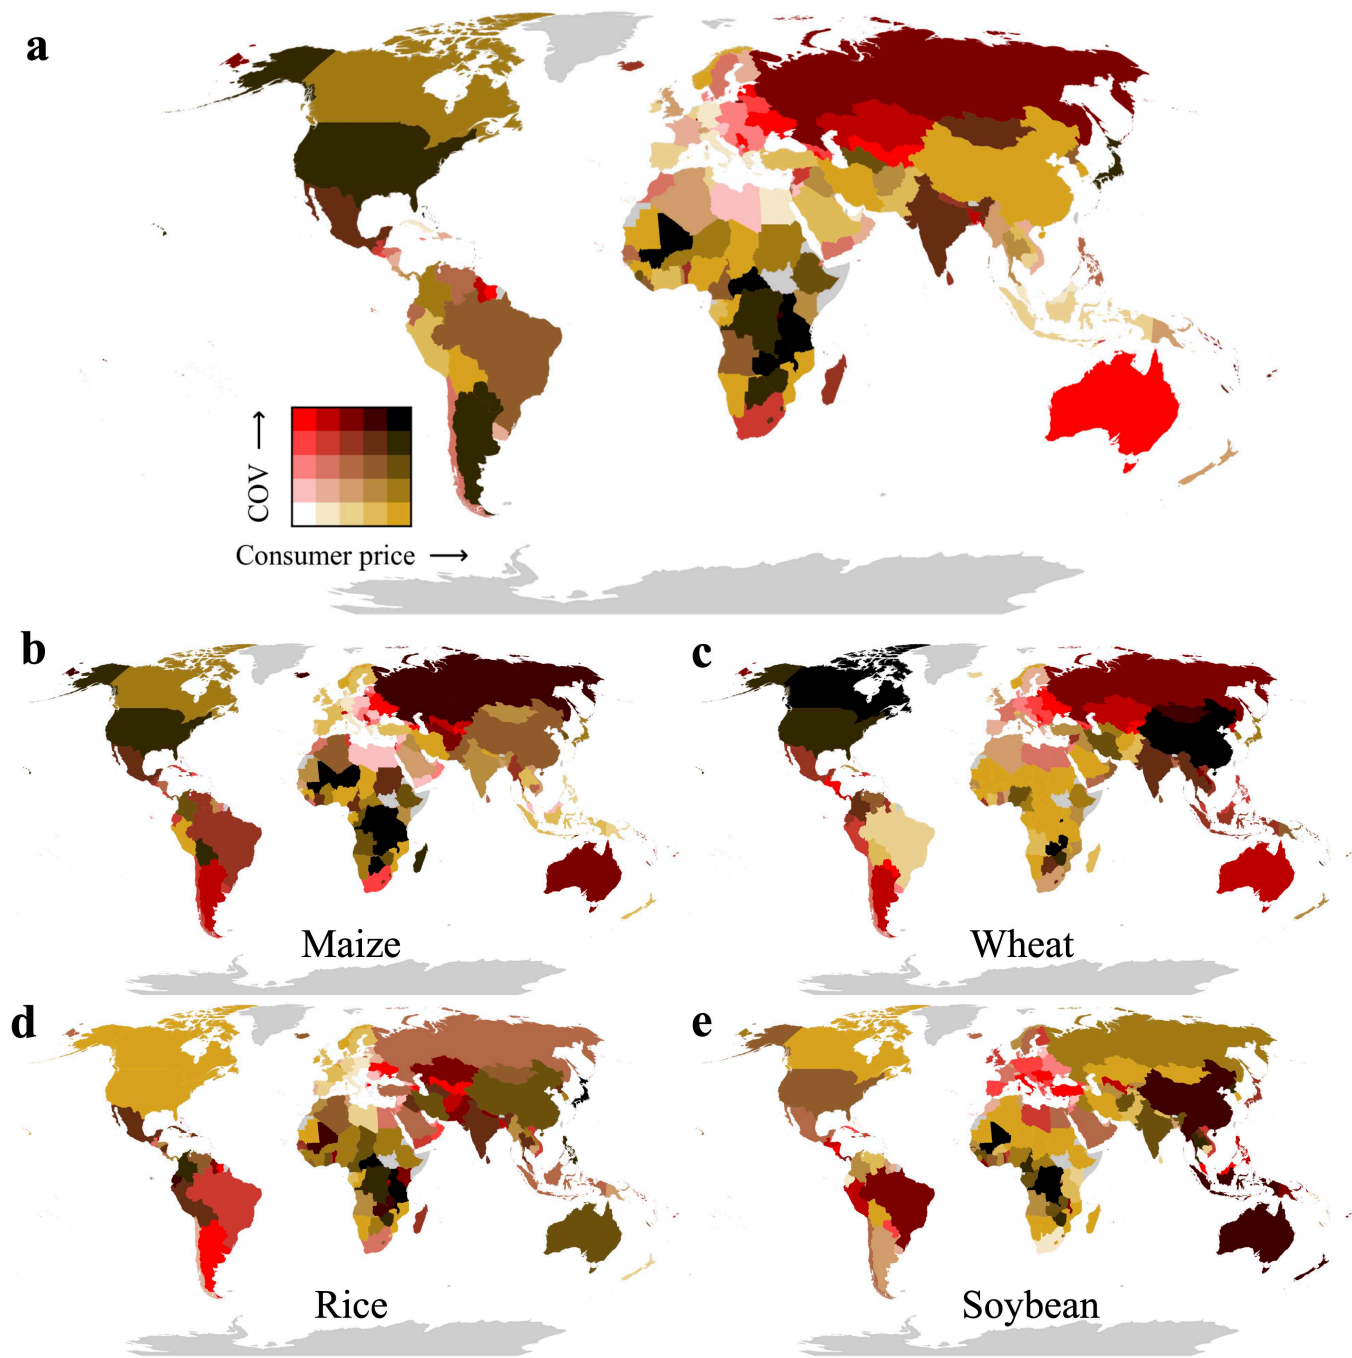 a
COV →
Consumer price →
b
c
Maize
Wheat
d
e
Rice
Soybean